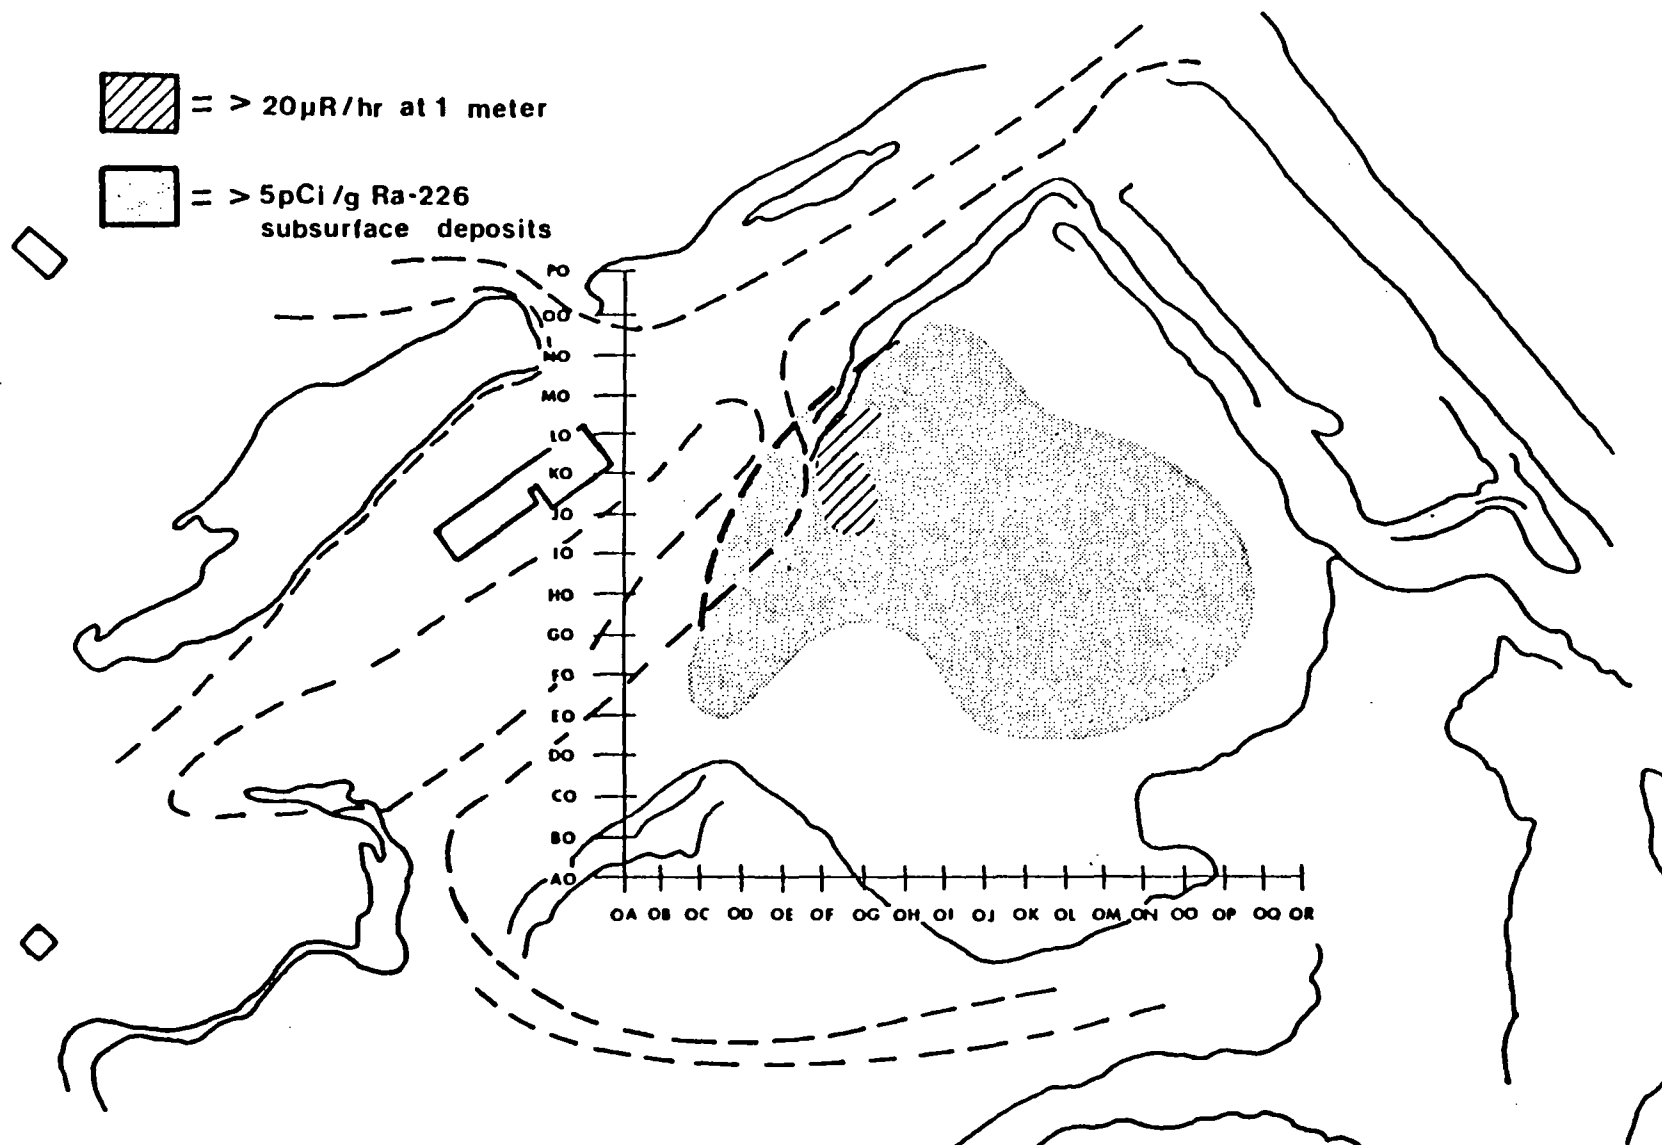 = > 20µR/hr at 1 meter
= > 5pCi/g Ra-226
subsurface deposits
PO
OO
NO
MO
LO
KO
JO
IO
HO
GO
FO
EO
DO
CO
BO
AO
OA OB OC OD OE OF OG OH OI OJ OK OL OM ON OO OP OQ OR